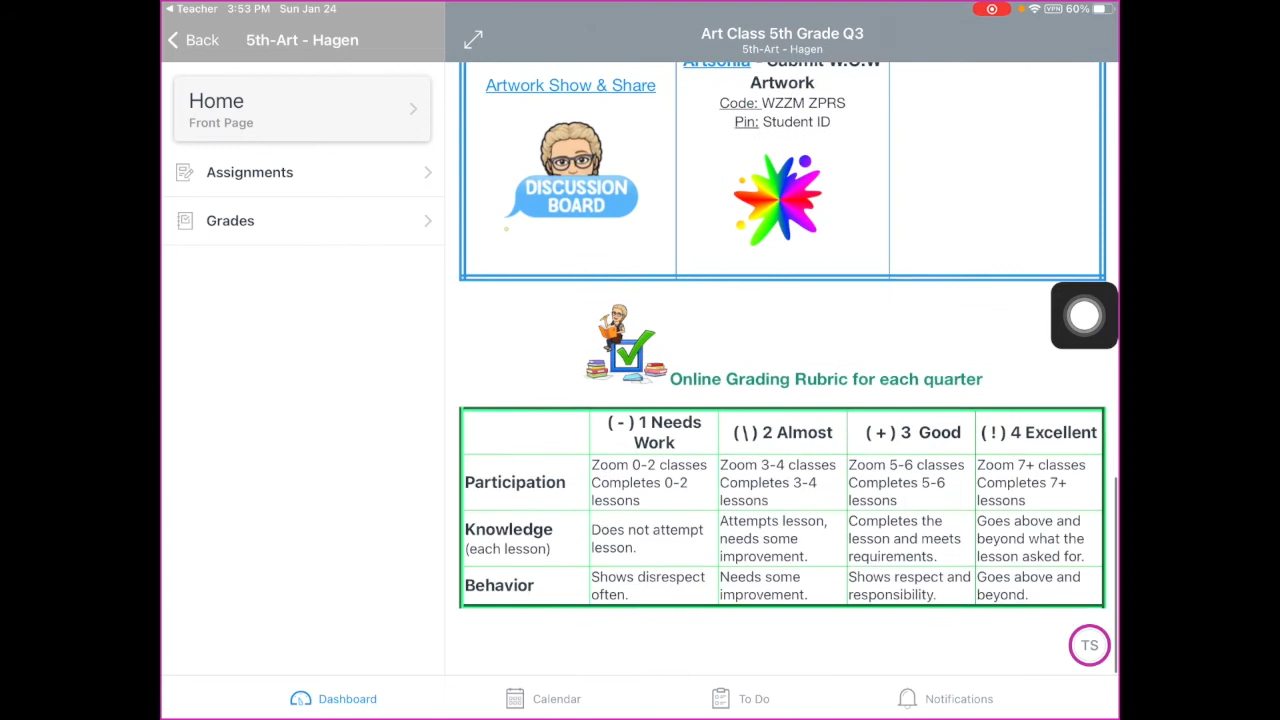 Teacher 3:53 PM Sun Jan 24
VPN 60%
Back 5th-Art - Hagen
Art Class 5th Grade Q3
5th-Art - Hagen
Home
Front Page
Assignments
Grades
Artwork Show & Share
DISCUSSION
BOARD
Artsonia - Submit W.O.W
Artwork
Code: WZZM ZPRS
Pin: Student ID
Online Grading Rubric for each quarter
( - ) 1 Needs
Work
( \ ) 2 Almost
( + ) 3 Good
( ! ) 4 Excellent
Participation
Zoom 0-2 classes
Completes 0-2
lessons
Zoom 3-4 classes
Completes 3-4
lessons
Zoom 5-6 classes
Completes 5-6
lessons
Zoom 7+ classes
Completes 7+
lessons
Knowledge
(each lesson)
Does not attempt
lesson.
Attempts lesson,
needs some
improvement.
Completes the
lesson and meets
requirements.
Goes above and
beyond what the
lesson asked for.
Behavior
Shows disrespect
often.
Needs some
improvement.
Shows respect and
responsibility.
Goes above and
beyond.
TS
Dashboard
Calendar
To Do
Notifications